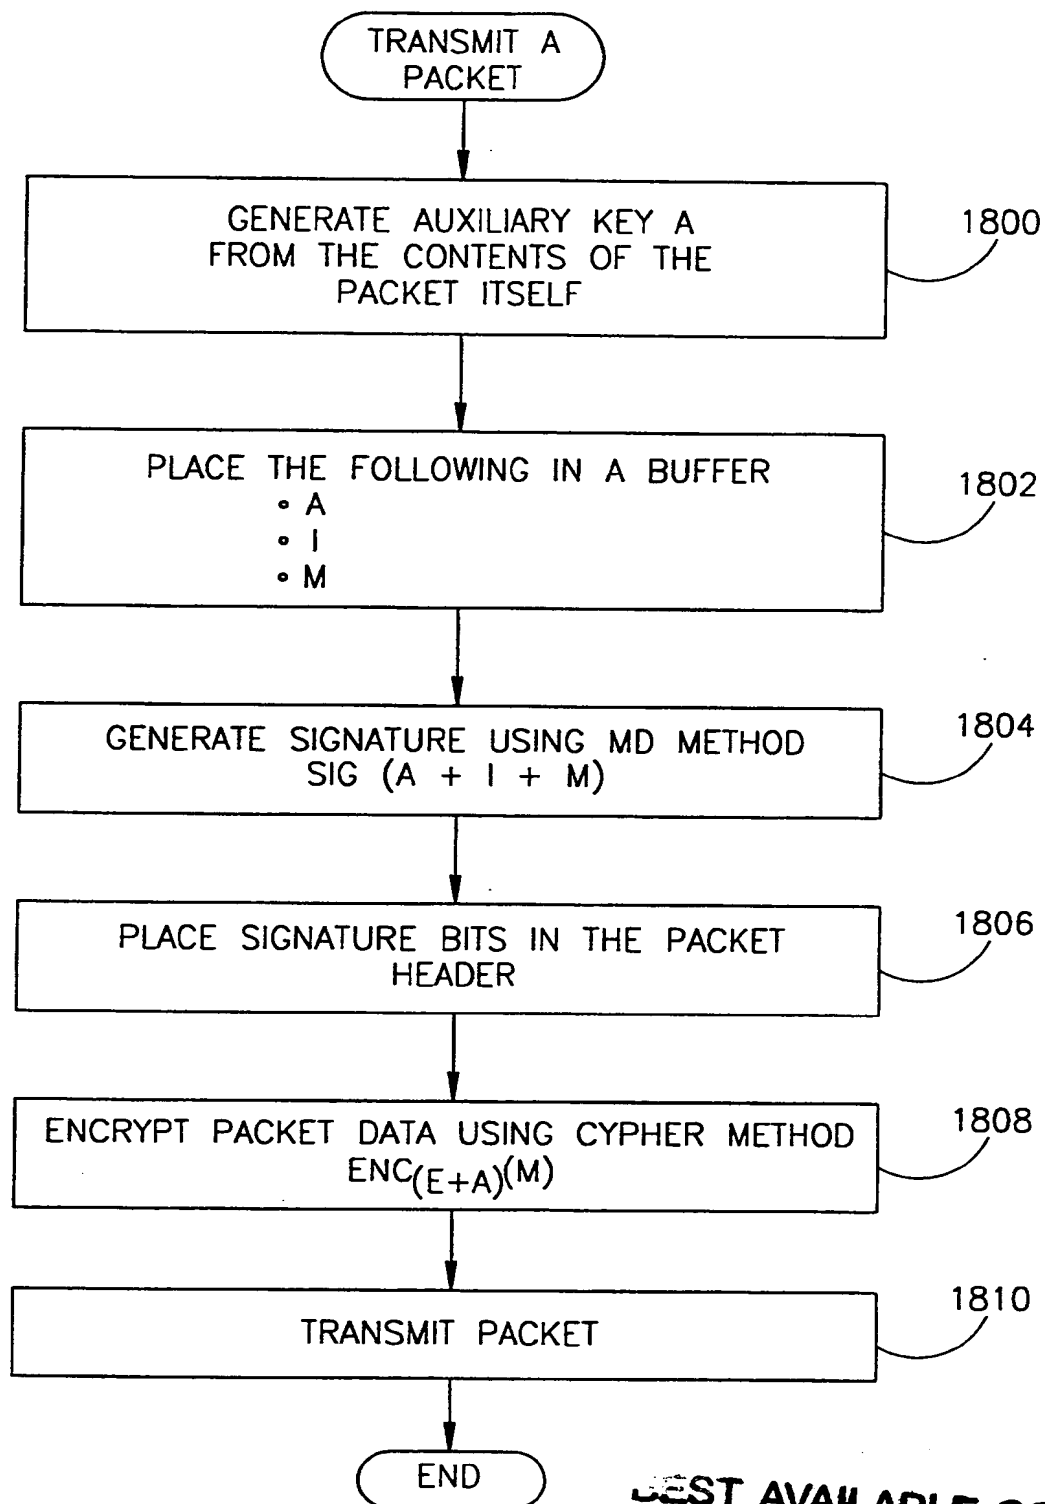 TRANSMIT A
PACKET
GENERATE AUXILIARY KEY A
FROM THE CONTENTS OF THE
PACKET ITSELF
1800
PLACE THE FOLLOWING IN A BUFFER
• A
• I
• M
1802
GENERATE SIGNATURE USING MD METHOD
SIG (A + I + M)
1804
PLACE SIGNATURE BITS IN THE PACKET
HEADER
1806
ENCRYPT PACKET DATA USING CYPHER METHOD
ENC(E+A)(M)
1808
TRANSMIT PACKET
1810
END
BEST AVAILABLE